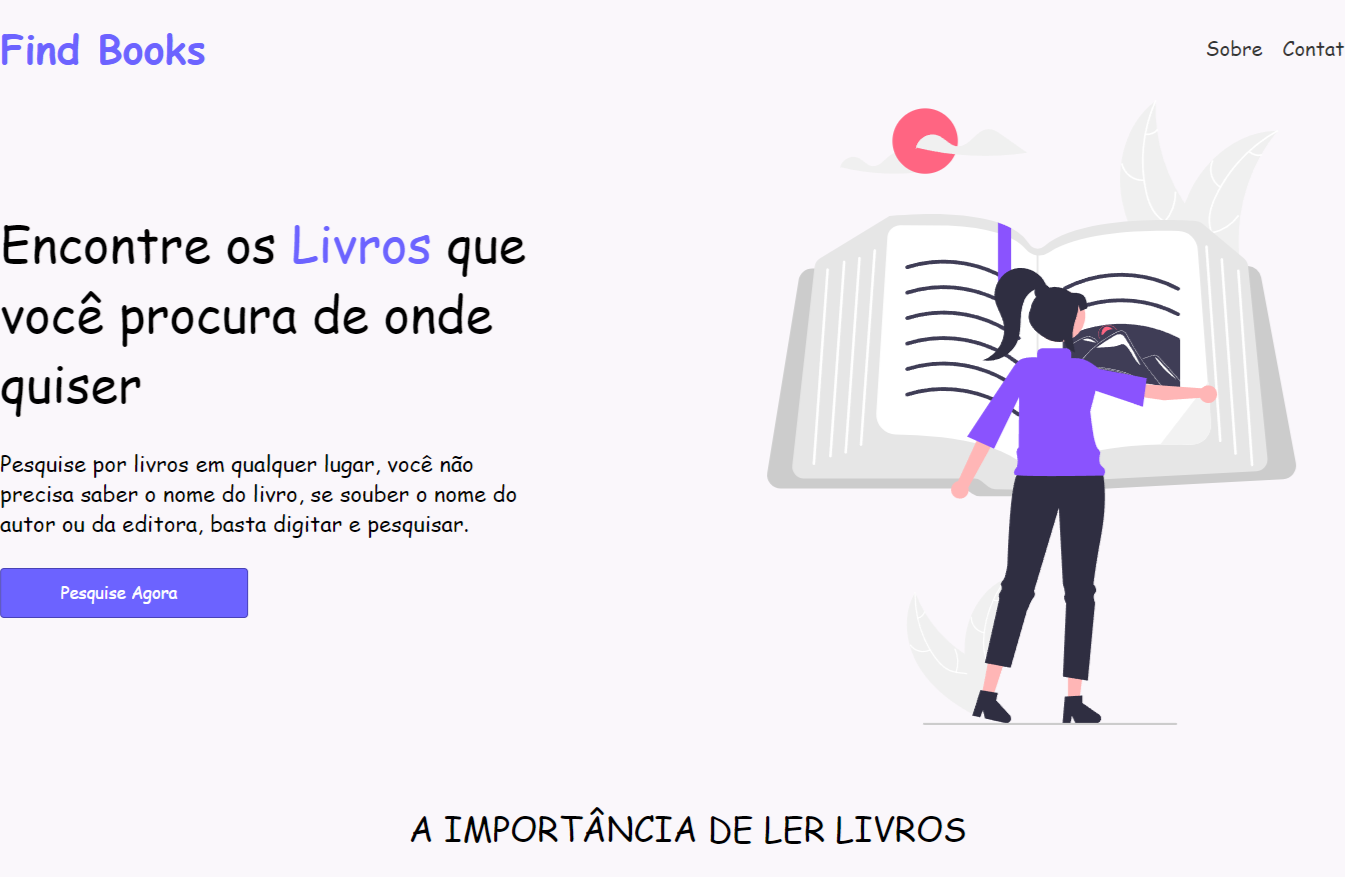 Find Books
Sobre Contat
Encontre os Livros que
você procura de onde
quiser
Pesquise por livros em qualquer lugar, você não
precisa saber o nome do livro, se souber o nome do
autor ou da editora, basta digitar e pesquisar.
Pesquise Agora
A IMPORTÂNCIA DE LER LIVROS